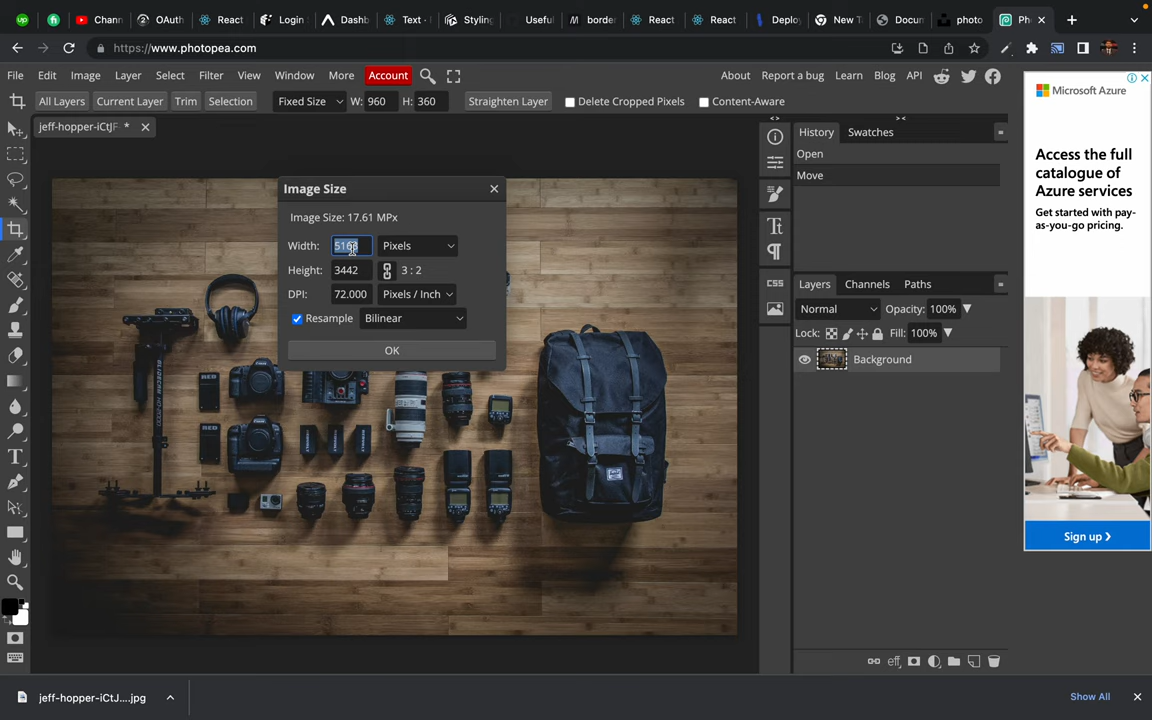 Chann
OAuth
React
Login
Dashb
Text -
Styling
Useful
border
React
React
Deploy
New T
Docun
photo
Ph
https://www.photopea.com
File Edit Image Layer Select Filter View Window More Account
About Report a bug Learn Blog API
All Layers Current Layer Trim Selection Fixed Size W: 960 H: 360 Straighten Layer Delete Cropped Pixels Content-Aware
jeff-hopper-iCtJF *
Image Size
Image Size: 17.61 MPx
Width: Pixels
Height: 3442 3 : 2
DPI: 72.000 Pixels / Inch
Resample Bilinear
OK
History Swatches
Open
Move
CSS
Layers Channels Paths
Normal Opacity: 100%
Lock: Fill: 100%
Background
eff
Microsoft Azure
Access the full
catalogue of
Azure services
Get started with pay-
as-you-go pricing.
Sign up
jeff-hopper-iCtJ....jpg
Show All